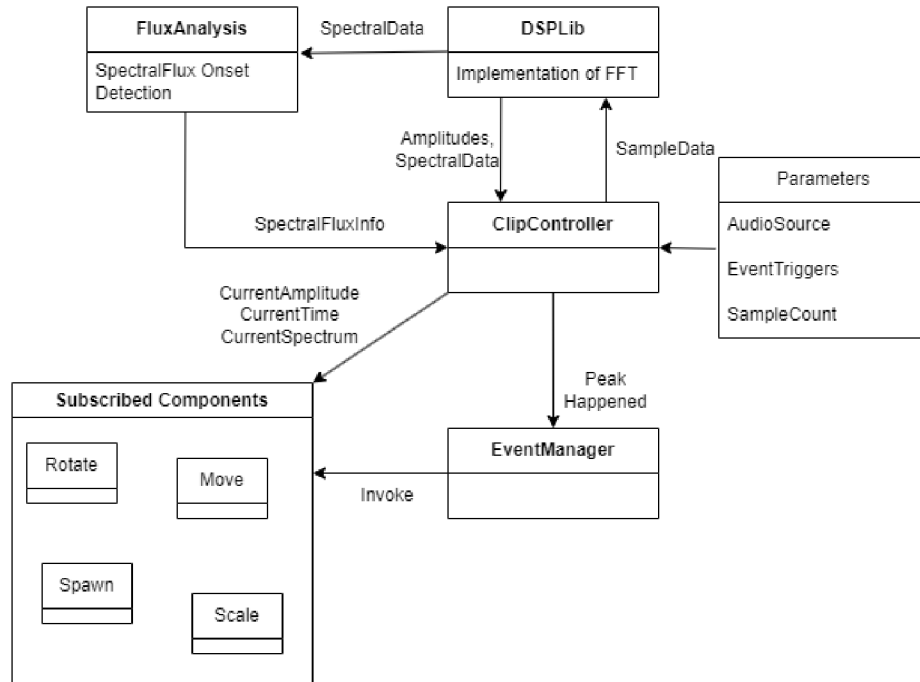 FluxAnalysis
SpectralFlux Onset
Detection
SpectralData
DSPLib
Implementation of FFT
Amplitudes,
SpectralData
SampleData
Parameters
AudioSource
EventTriggers
SampleCount
SpectralFluxInfo
ClipController
CurrentAmplitude
CurrentTime
CurrentSpectrum
Peak
Happened
Subscribed Components
Rotate
Move
Spawn
Scale
EventManager
Invoke